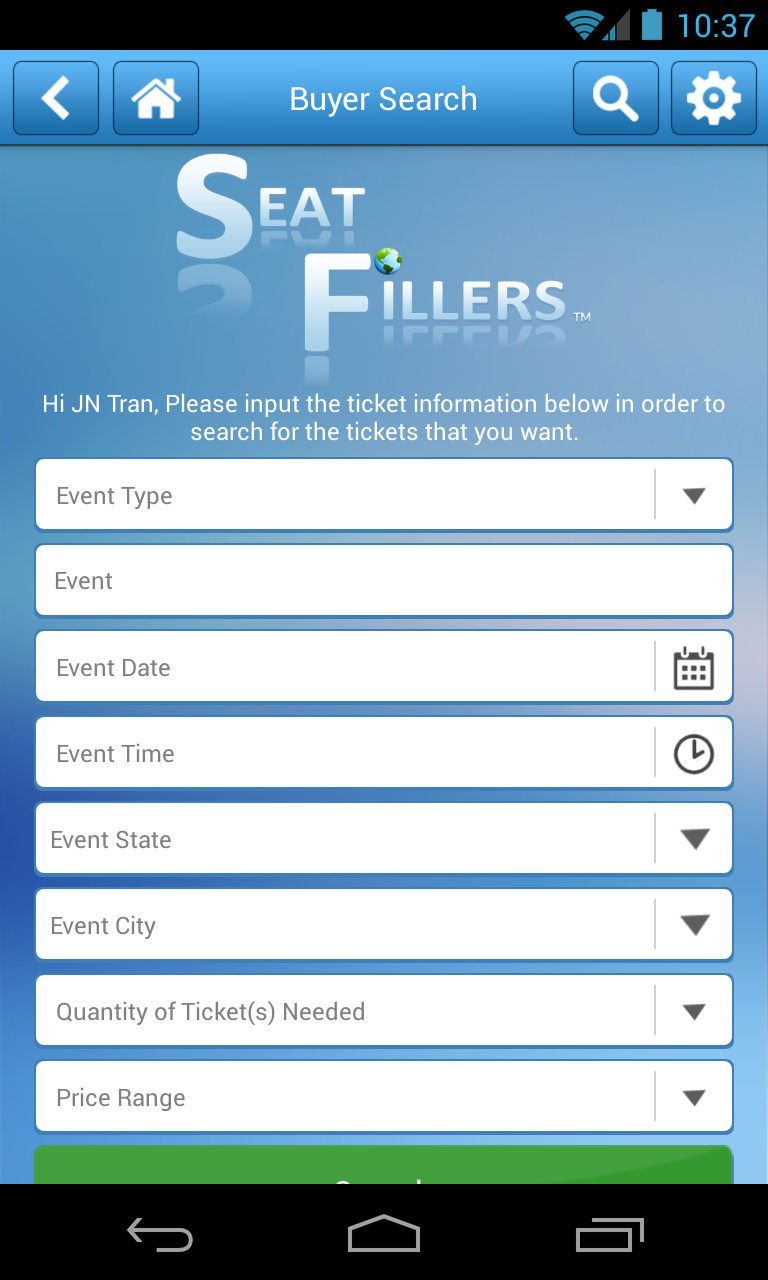 10:37
Buyer Search
SEAT
FILLERS™
Hi JN Tran, Please input the ticket information below in order to
search for the tickets that you want.
Event Type
Event
Event Date
Event Time
Event State
Event City
Quantity of Ticket(s) Needed
Price Range